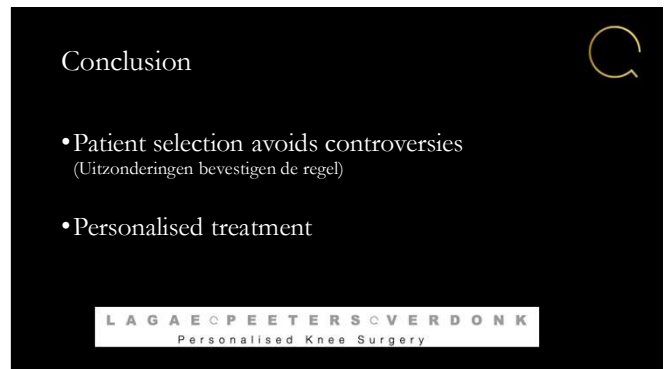 Conclusion
•Patient selection avoids controversies
(Uitzonderingen bevestigen de regel)
•Personalised treatment
LAGAE PEETERS VERDONK
Personalised Knee Surgery